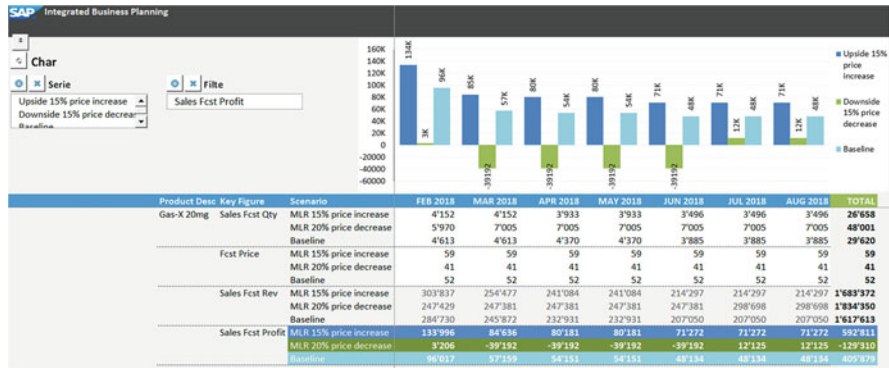 SAP Integrated Business Planning
Char
Serie
Filte
Upside 15% price increase
Downside 15% price decrea
Baseline
Sales Fcst Profit
160K
140K
120K
100K
80K
60K
40K
20K
0
-20000
-40000
-60000
134K 3K 96K 85K -39192 57K 80K -39192 54K 80K -39192 54K 71K -39192 48K 71K 12K 48K 71K 12K 48K
Upside 15%
price
increase
Downside
15% price
decrease
Baseline
Product Desc Key Figure Scenario FEB 2018 MAR 2018 APR 2018 MAY 2018 JUN 2018 JUL 2018 AUG 2018 TOTAL
Gas-X 20mg Sales Fcst Qty MLR 15% price increase 4'152 4'152 3'933 3'933 3'496 3'496 3'496 26'658
MLR 20% price decrease 5'970 7'005 7'005 7'005 7'005 7'005 7'005 48'001
Baseline 4'613 4'613 4'370 4'370 3'885 3'885 3'885 29'620
Fcst Price MLR 15% price increase 59 59 59 59 59 59 59 59
MLR 20% price decrease 41 41 41 41 41 41 41 41
Baseline 52 52 52 52 52 52 52 52
Sales Fcst Rev MLR 15% price increase 303'837 254'477 241'084 241'084 214'297 214'297 214'297 1'683'372
MLR 20% price decrease 247'429 247'381 247'381 247'381 247'381 298'698 298'698 1'834'350
Baseline 284'730 245'872 232'931 232'931 207'050 207'050 207'050 1'617'613
Sales Fcst Profit MLR 15% price increase 133'996 84'636 80'181 80'181 71'272 71'272 71'272 592'811
MLR 20% price decrease 3'206 -39'192 -39'192 -39'192 -39'192 12'125 12'125 -129'310
Baseline 96'017 57'159 54'151 54'151 48'134 48'134 48'134 405'879